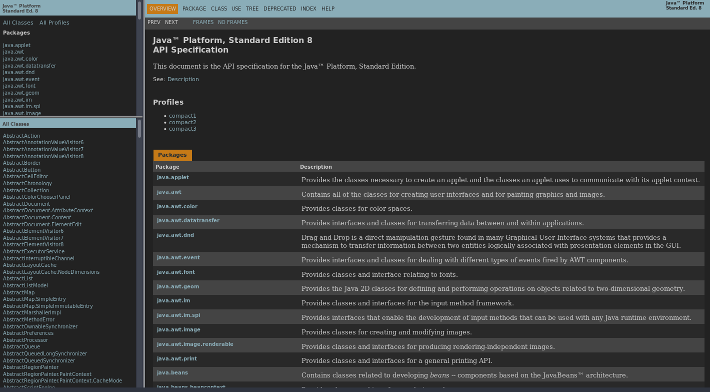 Java™ Platform
Standard Ed. 8
All Classes All Profiles
Packages
java.applet
java.awt
java.awt.color
java.awt.datatransfer
java.awt.dnd
java.awt.event
java.awt.font
java.awt.geom
java.awt.im
java.awt.im.spi
java.awt.image
All Classes
AbstractAction
AbstractAnnotationValueVisitor6
AbstractAnnotationValueVisitor7
AbstractAnnotationValueVisitor8
AbstractBorder
AbstractButton
AbstractCellEditor
AbstractChronology
AbstractCollection
AbstractColorChooserPanel
AbstractDocument
AbstractDocument.AttributeContext
AbstractDocument.Content
AbstractDocument.ElementEdit
AbstractElementVisitor6
AbstractElementVisitor7
AbstractElementVisitor8
AbstractExecutorService
AbstractInterruptibleChannel
AbstractLayoutCache
AbstractLayoutCache.NodeDimensions
AbstractList
AbstractListModel
AbstractMap
AbstractMap.SimpleEntry
AbstractMap.SimpleImmutableEntry
AbstractMarshallerImpl
AbstractMethodError
AbstractOwnableSynchronizer
AbstractPreferences
AbstractProcessor
AbstractQueue
AbstractQueuedLongSynchronizer
AbstractQueuedSynchronizer
AbstractRegionPainter
AbstractRegionPainter.PaintContext
AbstractRegionPainter.PaintContext.CacheMode
OVERVIEW PACKAGE CLASS USE TREE DEPRECATED INDEX HELP
Java™ Platform
Standard Ed. 8
PREV NEXT FRAMES NO FRAMES
Java™ Platform, Standard Edition 8
API Specification
This document is the API specification for the Java™ Platform, Standard Edition.
See: Description
Profiles
• compact1
• compact2
• compact3
Packages
Package Description
java.applet Provides the classes necessary to create an applet and the classes an applet uses to communicate with its applet context.
java.awt Contains all of the classes for creating user interfaces and for painting graphics and images.
java.awt.color Provides classes for color spaces.
java.awt.datatransfer Provides interfaces and classes for transferring data between and within applications.
java.awt.dnd Drag and Drop is a direct manipulation gesture found in many Graphical User Interface systems that provides a
mechanism to transfer information between two entities logically associated with presentation elements in the GUI.
java.awt.event Provides interfaces and classes for dealing with different types of events fired by AWT components.
java.awt.font Provides classes and interface relating to fonts.
java.awt.geom Provides the Java 2D classes for defining and performing operations on objects related to two-dimensional geometry.
java.awt.im Provides classes and interfaces for the input method framework.
java.awt.im.spi Provides interfaces that enable the development of input methods that can be used with any Java runtime environment.
java.awt.image Provides classes for creating and modifying images.
java.awt.image.renderable Provides classes and interfaces for producing rendering-independent images.
java.awt.print Provides classes and interfaces for a general printing API.
java.beans Contains classes related to developing beans -- components based on the JavaBeans™ architecture.
java.beans.beancontext